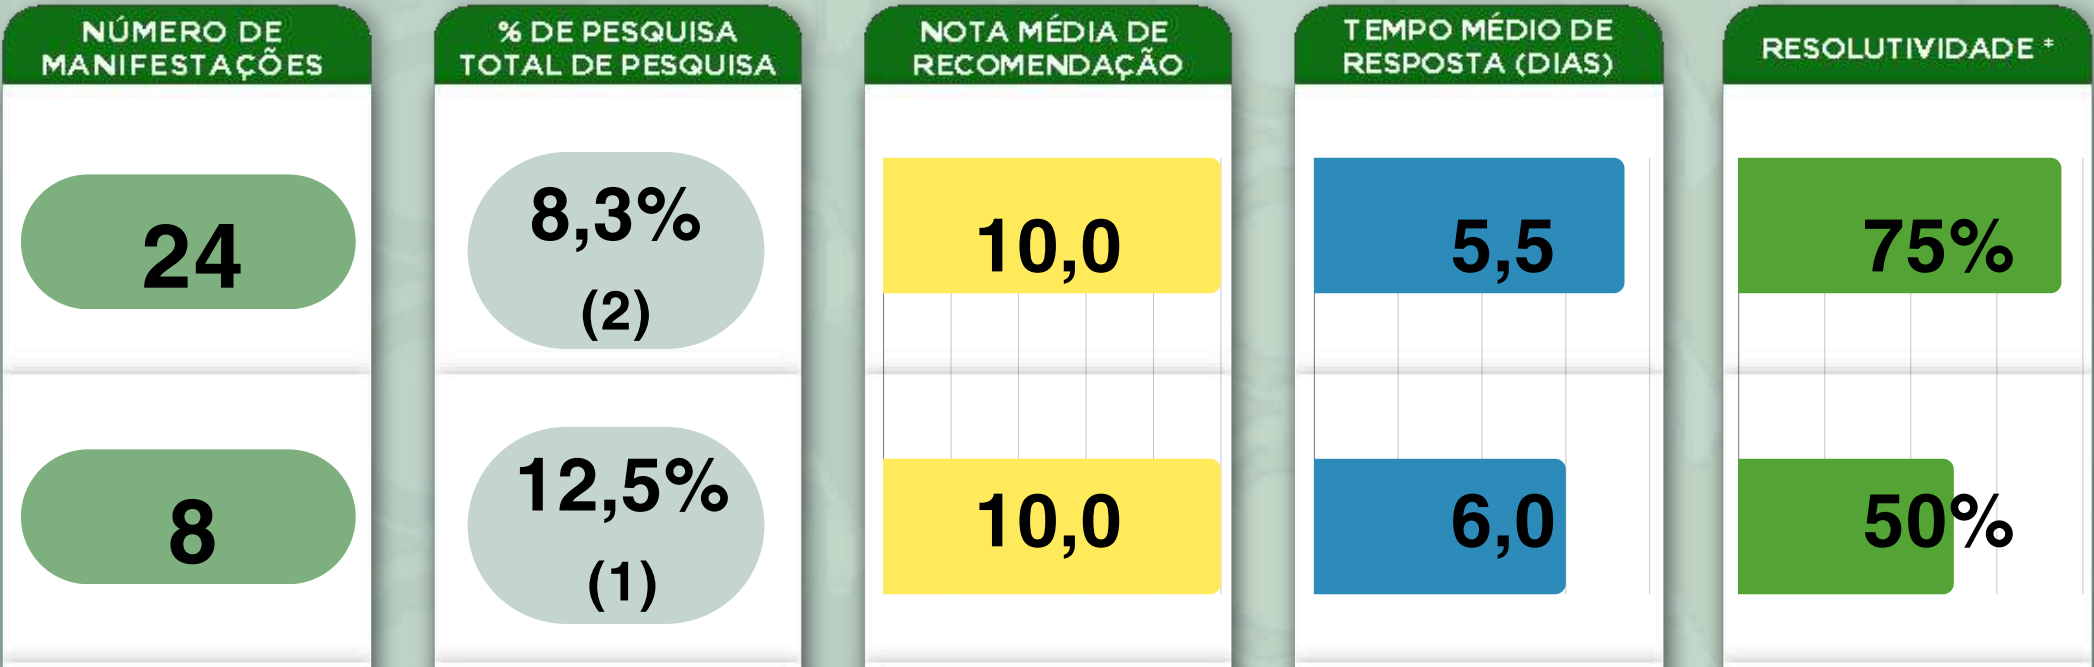 NÚMERO DE
MANIFESTAÇÕES
% DE PESQUISA
TOTAL DE PESQUISA
NOTA MÉDIA DE
RECOMENDAÇÃO
TEMPO MÉDIO DE
RESPOSTA (DIAS)
RESOLUTIVIDADE *
24
8,3%
(2)
10,0
5,5
75%
8
12,5%
(1)
10,0
6,0
50%